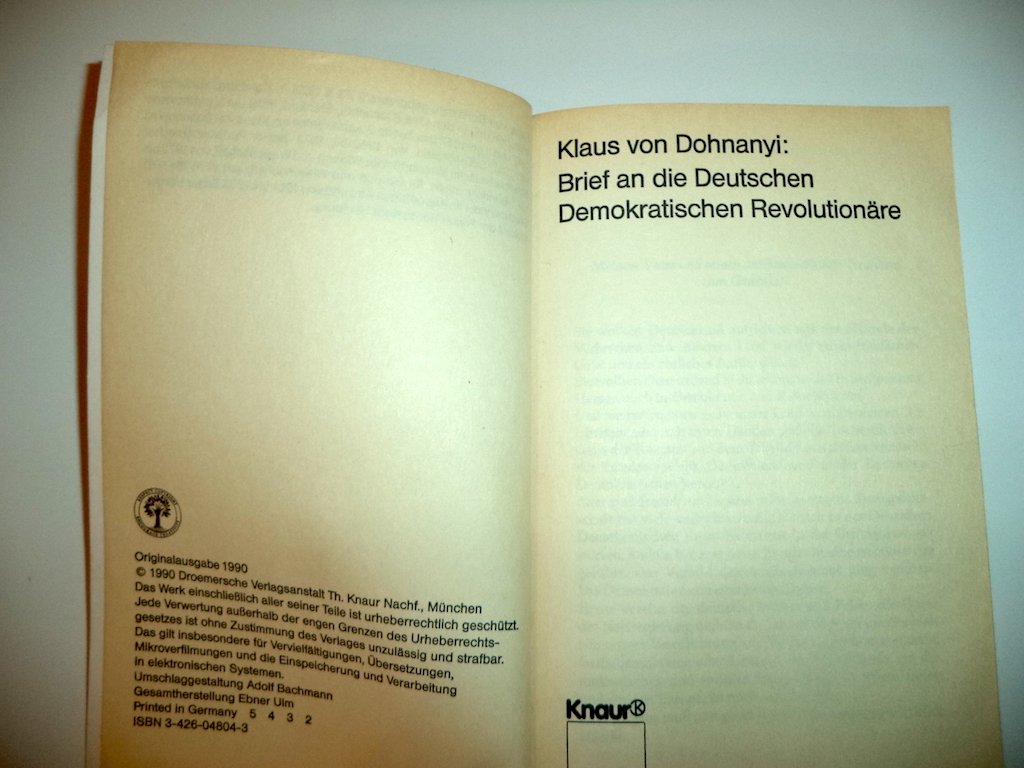 Originalausgabe 1990
© 1990 Droemersche Verlagsanstalt Th. Knaur Nachf., München
Das Werk einschließlich aller seiner Teile ist urheberrechtlich geschützt.
Jede Verwertung außerhalb der engen Grenzen des Urheberrechts-
gesetzes ist ohne Zustimmung des Verlages unzulässig und strafbar.
Das gilt insbesondere für Vervielfältigungen, Übersetzungen,
Mikroverfilmungen und die Einspeicherung und Verarbeitung
in elektronischen Systemen.
Umschlaggestaltung Adolf Bachmann
Gesamtherstellung Ebner Ulm
Printed in Germany 5 4 3 2
ISBN 3-426-04804-3
Klaus von Dohnanyi:
Brief an die Deutschen
Demokratischen Revolutionäre
Knaur®